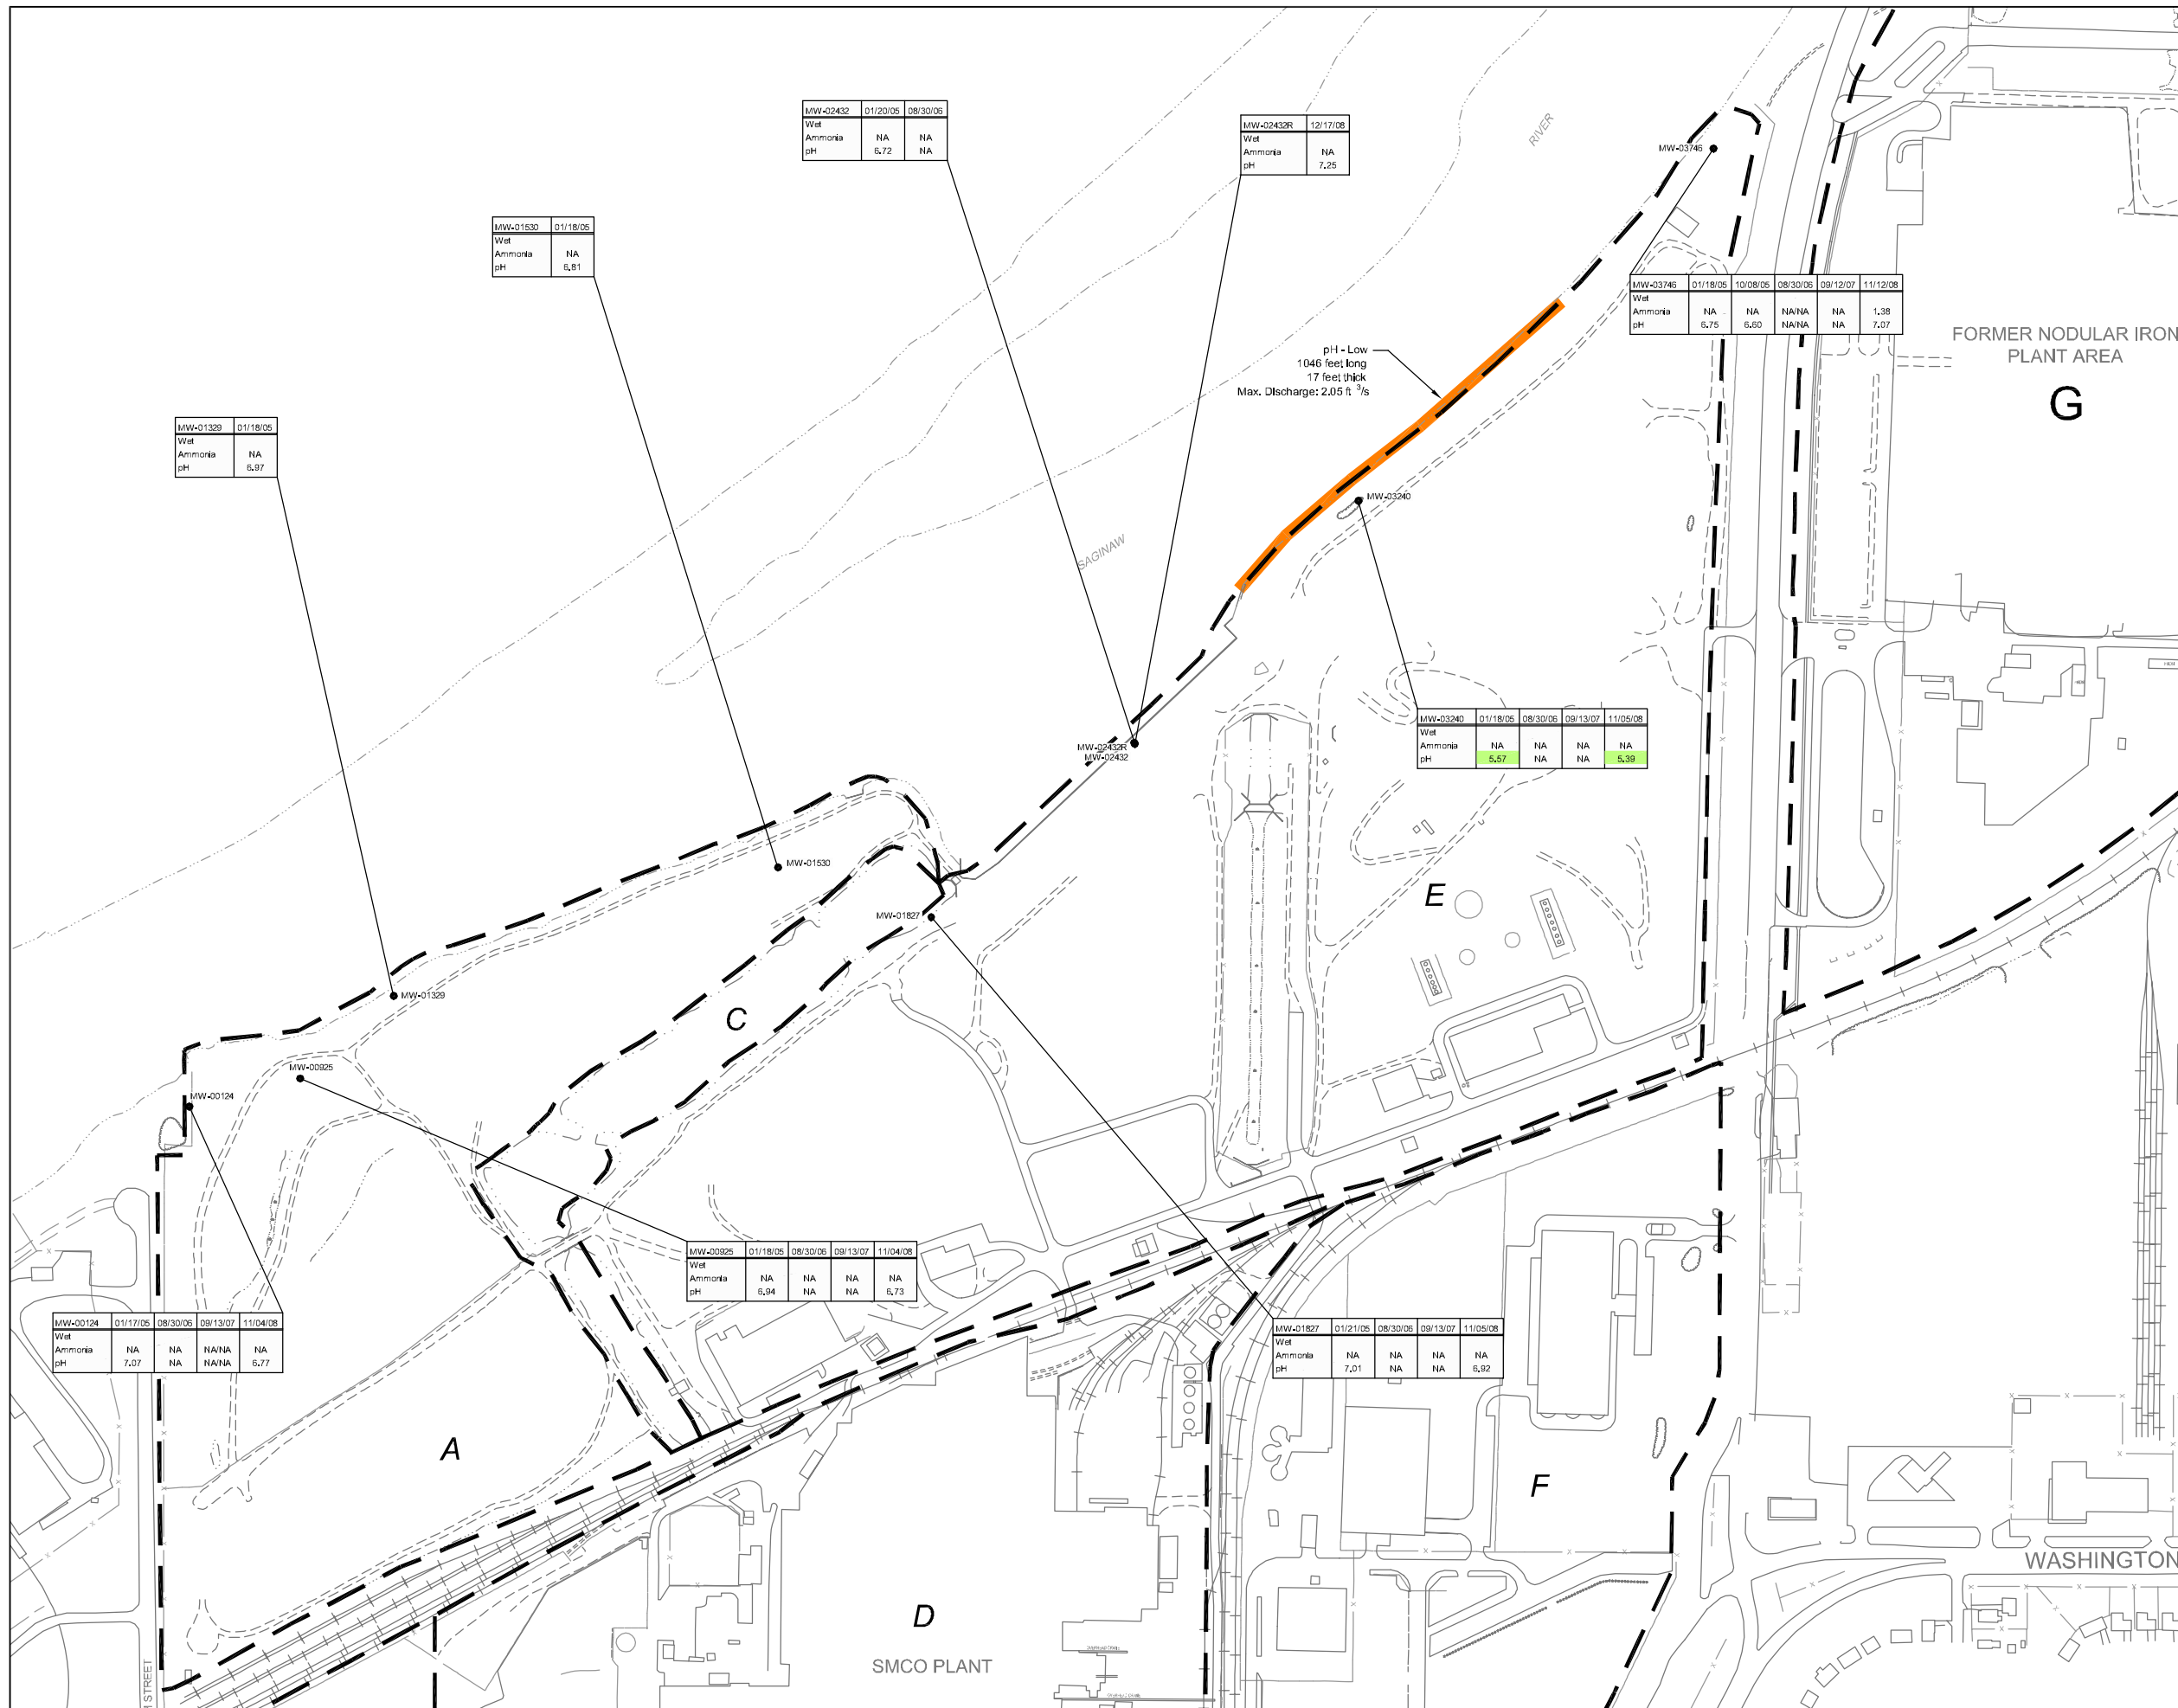 MW-02432 01/20/05 08/30/06
Wet
Ammonia NA NA
pH 6.72 NA
MW-02432R 12/17/08
Wet
Ammonia NA
pH 7.25
RIVER
MW-03746
MW-01530 01/18/05
Wet
Ammonia NA
pH 6.81
MW-03746 01/18/05 10/08/05 08/30/06 09/12/07 11/12/08
Wet
Ammonia NA NA NA/NA NA 1.38
pH 6.75 6.60 NA/NA NA 7.07
FORMER NODULAR IRON
PLANT AREA
G
pH - Low
1046 feet long
17 feet thick
Max. Discharge: 2.05 ft ³/s
MW-01329 01/18/05
Wet
Ammonia NA
pH 6.97
MW-03240
SAGINAW
MW-03240 01/18/05 08/30/06 09/13/07 11/05/08
Wet
Ammonia NA NA NA NA
pH 5.57 NA NA 5.39
MW-02432R
MW-02432
MW-01530
E
MW-01827
MW-01329
C
MW-00925
MW-00124
MW-00925 01/18/05 08/30/06 09/13/07 11/04/08
Wet
Ammonia NA NA NA NA
pH 6.94 NA NA 6.73
MW-00124 01/17/05 08/30/06 09/13/07 11/04/08
Wet
Ammonia NA NA NA/NA NA
pH 7.07 NA NA/NA 6.77
MW-01827 01/21/05 08/30/06 09/13/07 11/05/08
Wet
Ammonia NA NA NA NA
pH 7.01 NA NA 6.92
A
F
WASHINGTON
D
SMCO PLANT
STREET